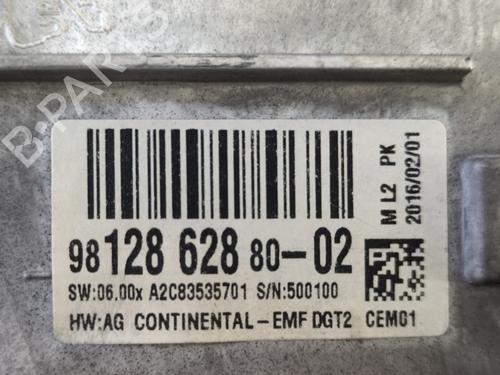 B-PARTS
M L2 PK
2016/02/01
98 128 628 80-02
SW:06.00x A2C83535701 S/N:500100
HW:AG CONTINENTAL-EMF DGT2 CEM01